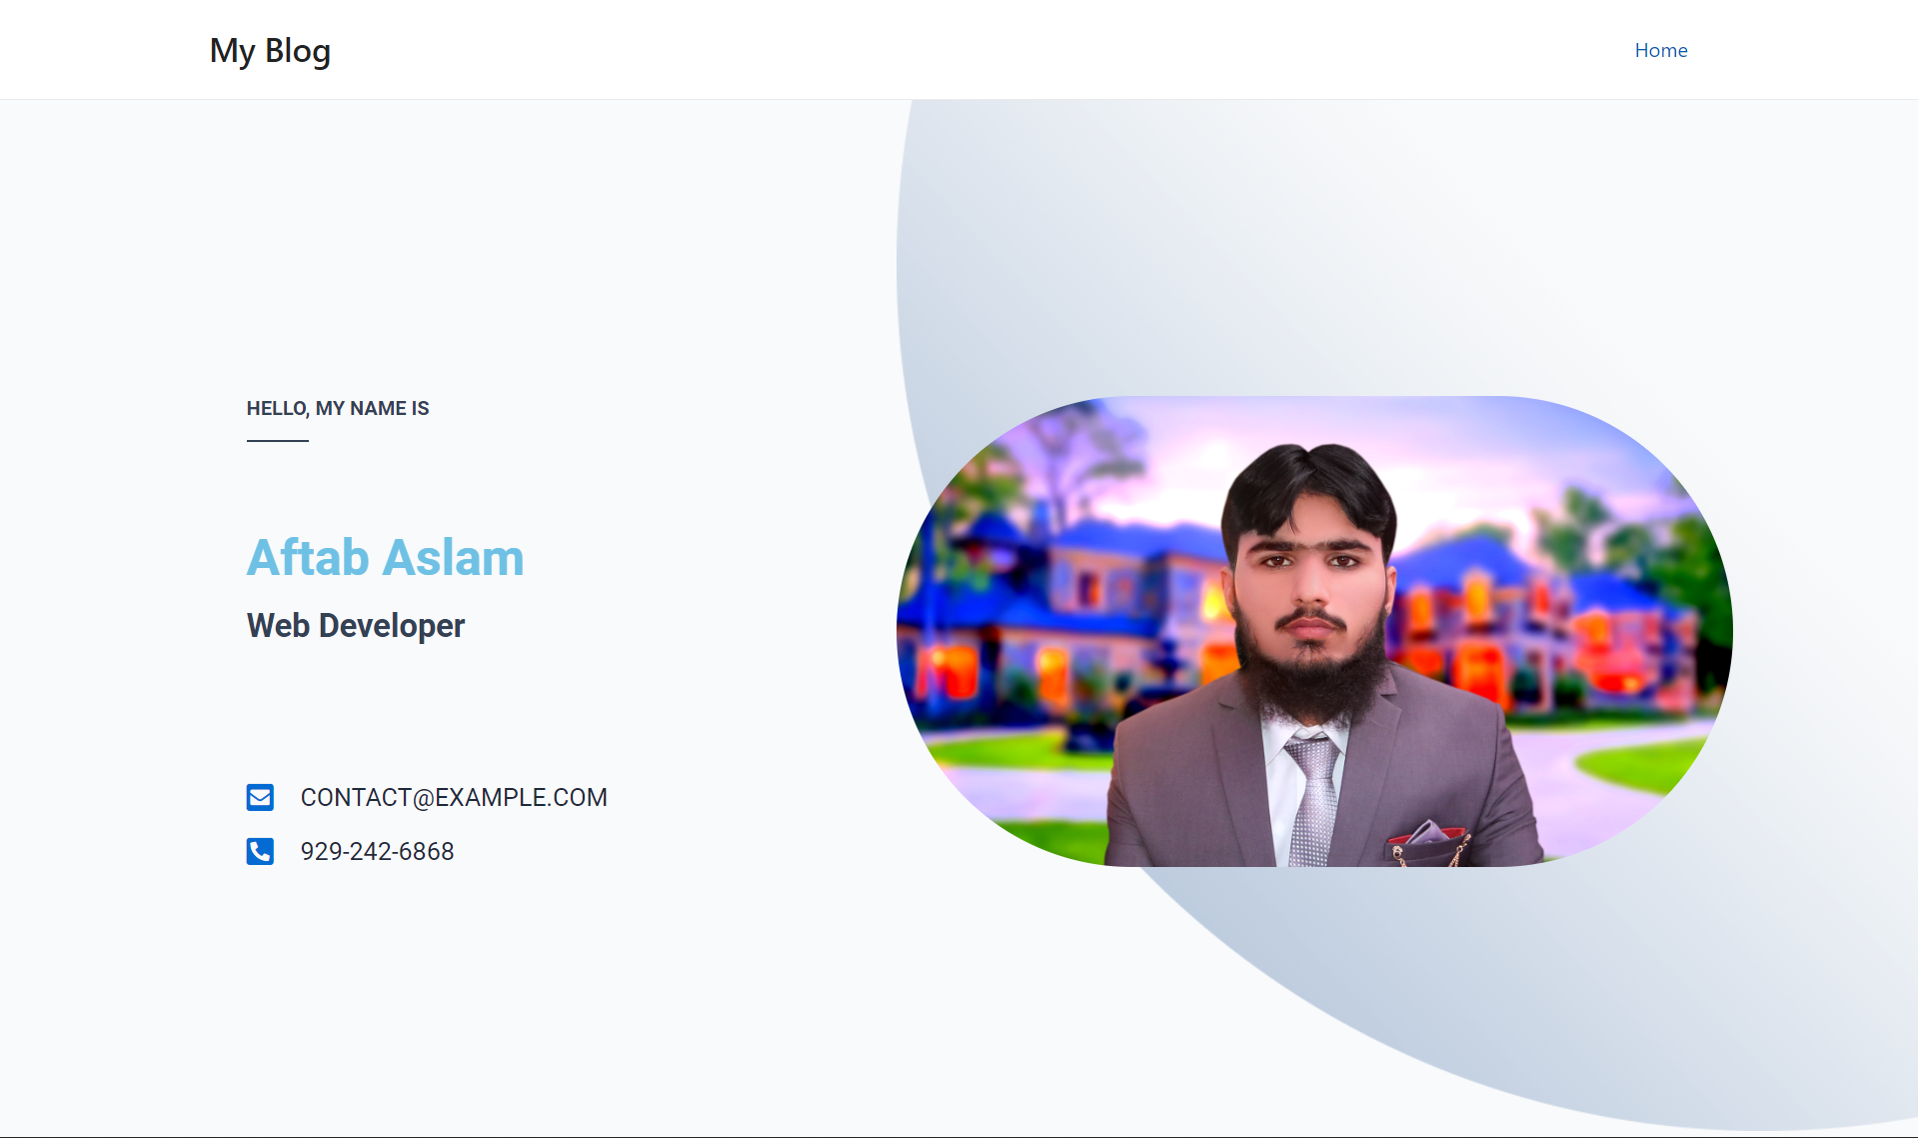 My Blog
Home
HELLO, MY NAME IS
Aftab Aslam
Web Developer
CONTACT@EXAMPLE.COM
929-242-6868